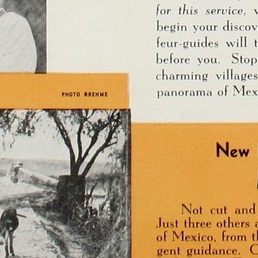 for this service,
begin your discov
feur-guides will t
before you. Stop
charming villages
panorama of Mex
PHOTO BREHME
New
Not cut and
Just three others a
of Mexico, from th
gent guidance. C